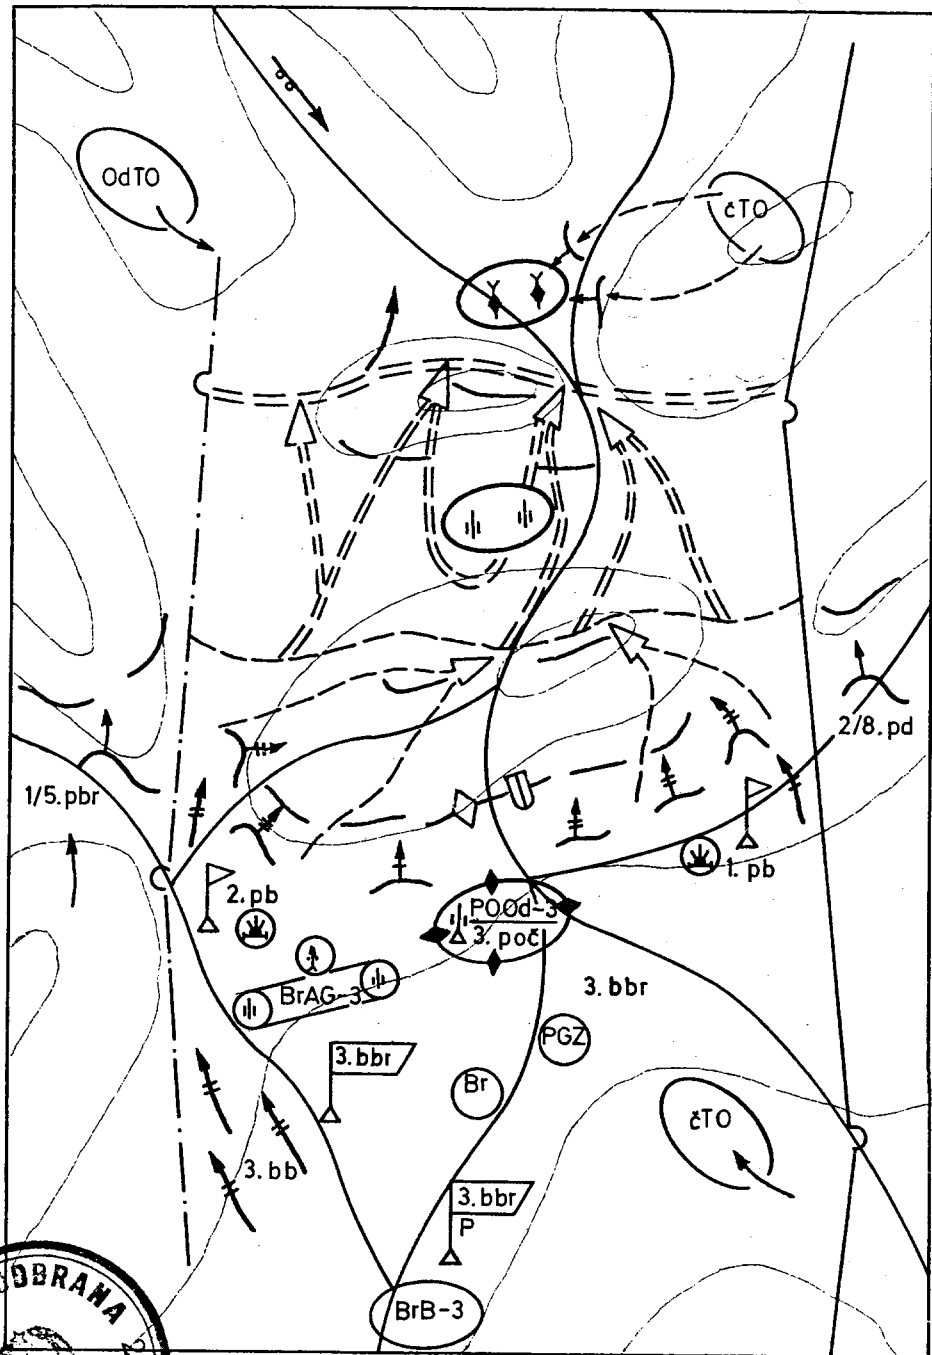 OdTO
čTO
2/8. pd
1/5. pbr
1. pb
2. pb
POOd-3
3. poč
BrAG-3
3. bbr
PGZ
3. bbr
Br
čTO
3. bb
3. bbr
P
BrB-3
ODBRANA